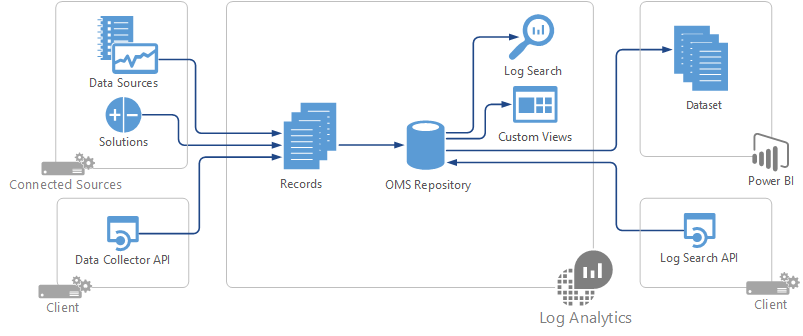 Data Sources
Solutions
Connected Sources
Data Collector API
Client
Records
OMS Repository
Log Search
Custom Views
Log Analytics
Dataset
Power BI
Log Search API
Client